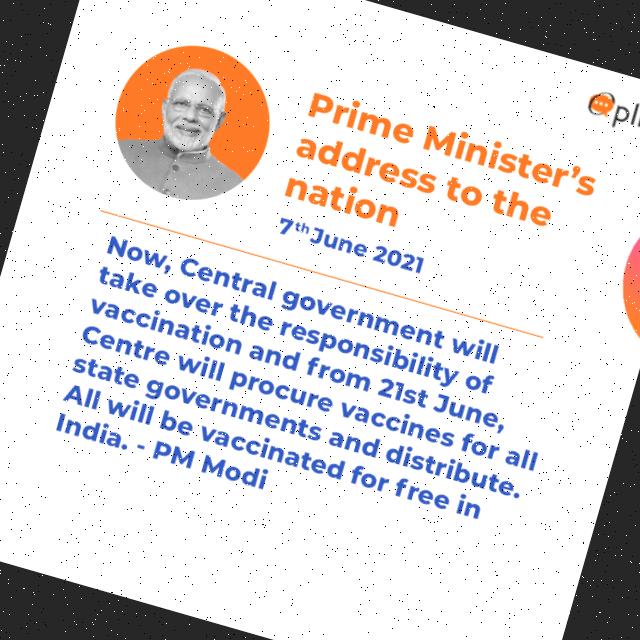 Prime Minister's
address to the
nation
7th June 2021
Now, Central government will
take over the responsibility of
vaccination and from 21st June,
Centre will procure vaccines for all
state governments and distribute.
All will be vaccinated for free in
India. - PM Modi